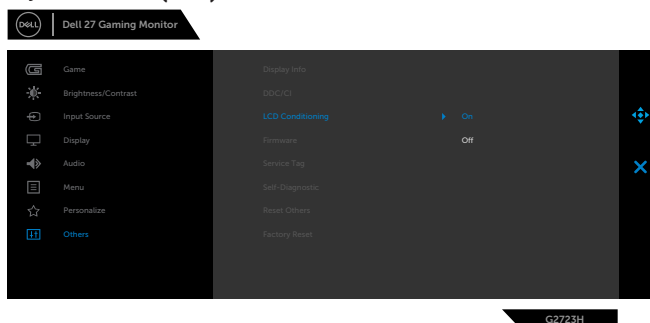 DELL
Dell 27 Gaming Monitor
Game
Display Info
Brightness/Contrast
DDC/CI
Input Source
LCD Conditioning
On
Display
Firmware
Off
Audio
Service Tag
Menu
Self-Diagnostic
Personalize
Reset Others
Others
Factory Reset
G2723H